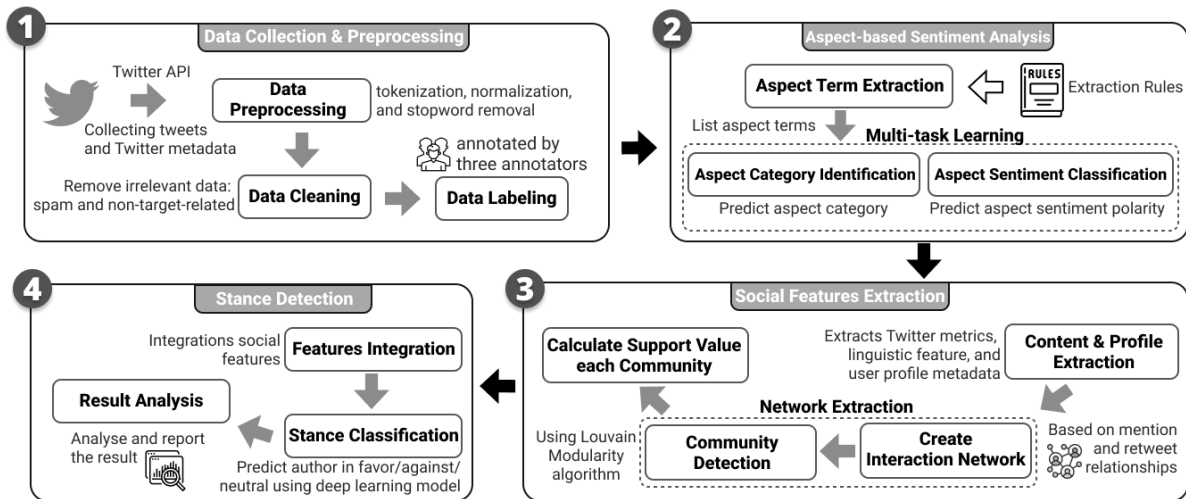 1
Data Collection & Preprocessing
Twitter API
Collecting tweets
and Twitter metadata
Data
Preprocessing
tokenization, normalization,
and stopword removal
annotated by
three annotators
Remove irrelevant data:
spam and non-target-related
Data Cleaning
Data Labeling
2
Aspect-based Sentiment Analysis
Aspect Term Extraction
RULES
Extraction Rules
List aspect terms
Multi-task Learning
Aspect Category Identification
Aspect Sentiment Classification
Predict aspect category
Predict aspect sentiment polarity
3
Social Features Extraction
Extracts Twitter metrics,
linguistic feature, and
user profile metadata
Content & Profile
Extraction
Calculate Support Value
each Community
Network Extraction
Based on mention
and retweet
relationships
Create
Interaction Network
Community
Detection
Using Louvain
Modularity
algorithm
4
Stance Detection
Integrations social
features
Features Integration
Result Analysis
Stance Classification
Analyse and report
the result
Predict author in favor/against/
neutral using deep learning model